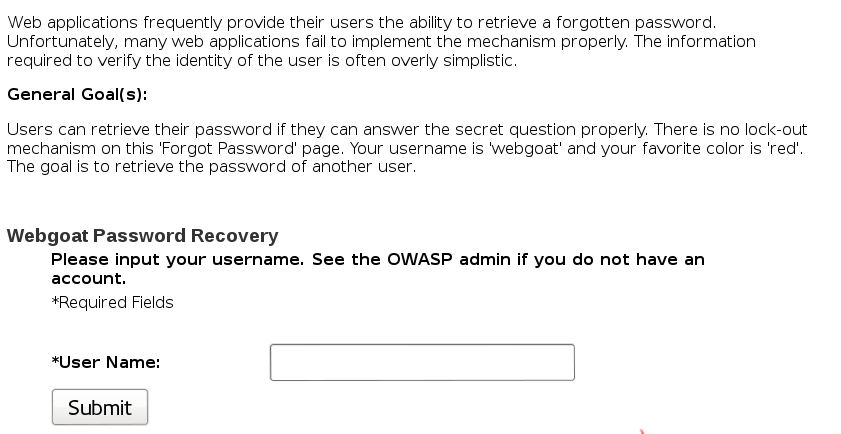 Web applications frequently provide their users the ability to retrieve a forgotten password.
Unfortunately, many web applications fail to implement the mechanism properly. The information
required to verify the identity of the user is often overly simplistic.
General Goal(s):
Users can retrieve their password if they can answer the secret question properly. There is no lock-out
mechanism on this 'Forgot Password' page. Your username is 'webgoat' and your favorite color is 'red'.
The goal is to retrieve the password of another user.
Webgoat Password Recovery
Please input your username. See the OWASP admin if you do not have an
account.
*Required Fields
*User Name:
Submit